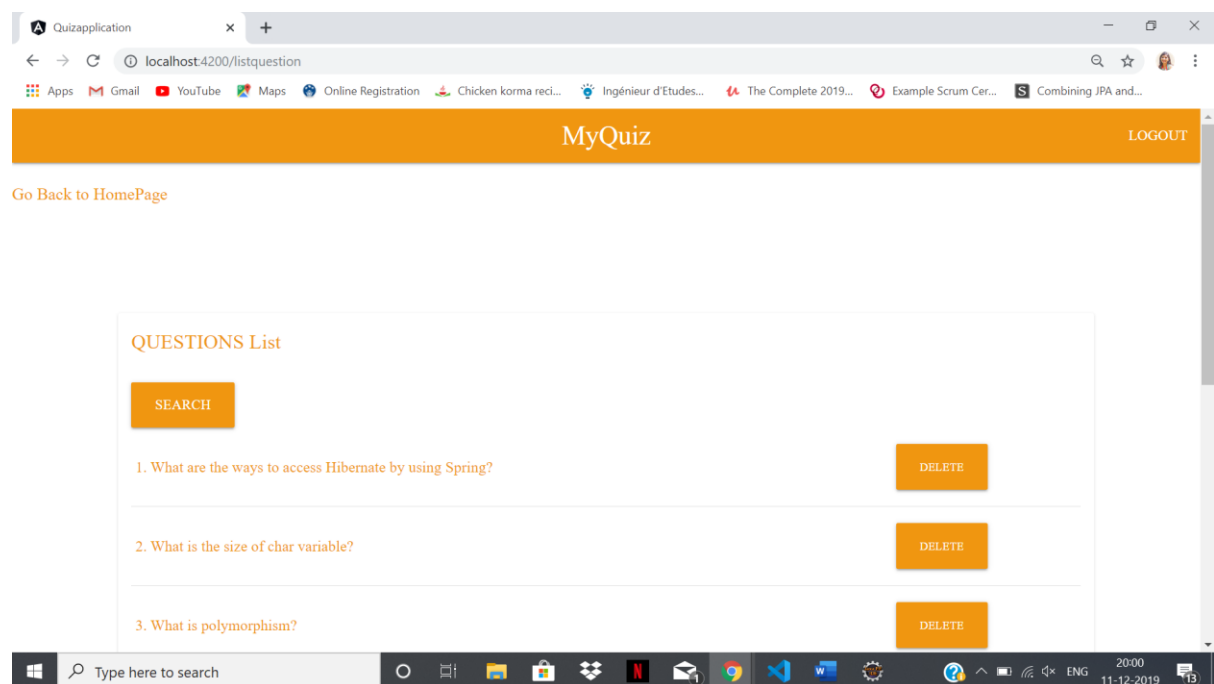 Quizapplication
localhost:4200/listquestion
Apps Gmail YouTube Maps Online Registration Chicken korma reci... Ingénieur d'Etudes... The Complete 2019... Example Scrum Cer... Combining JPA and...
MyQuiz LOGOUT
Go Back to HomePage
QUESTIONS List
SEARCH
1. What are the ways to access Hibernate by using Spring? DELETE
2. What is the size of char variable? DELETE
3. What is polymorphism? DELETE
Type here to search ENG 20:00
11-12-2019 13